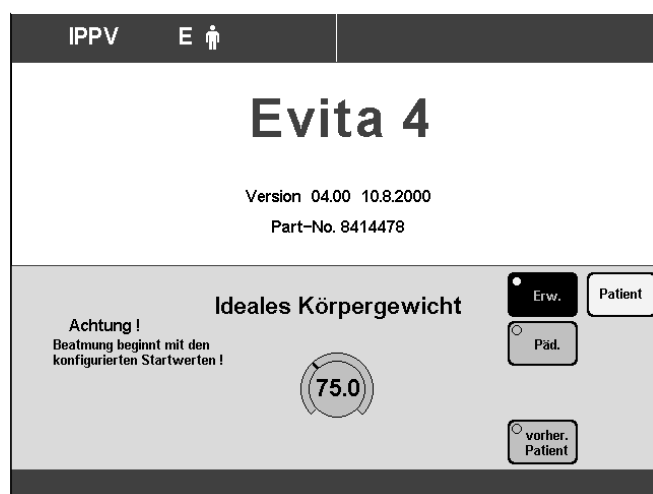 IPPV E
Evita 4
Version 04.00 10.8.2000
Part-No. 8414478
Ideales Körpergewicht
Erw.
Patient
Achtung !
Beatmung beginnt mit den
konfigurierten Startwerten !
Päd.
75.0
vorher.
Patient